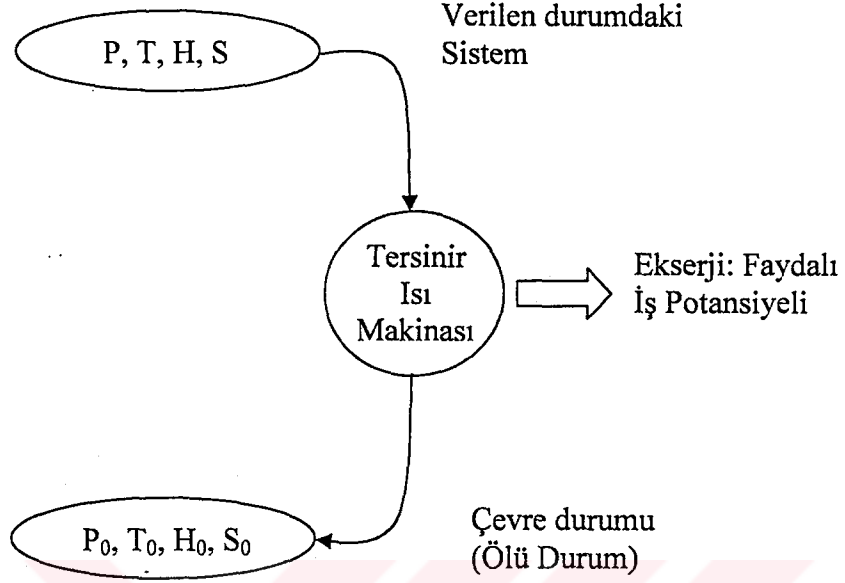 Verilen durumdaki
Sistem
P, T, H, S
Tersinir
Isı
Makinası
Ekserji: Faydalı
İş Potansiyeli
P₀, T₀, H₀, S₀
Çevre durumu
(Ölü Durum)